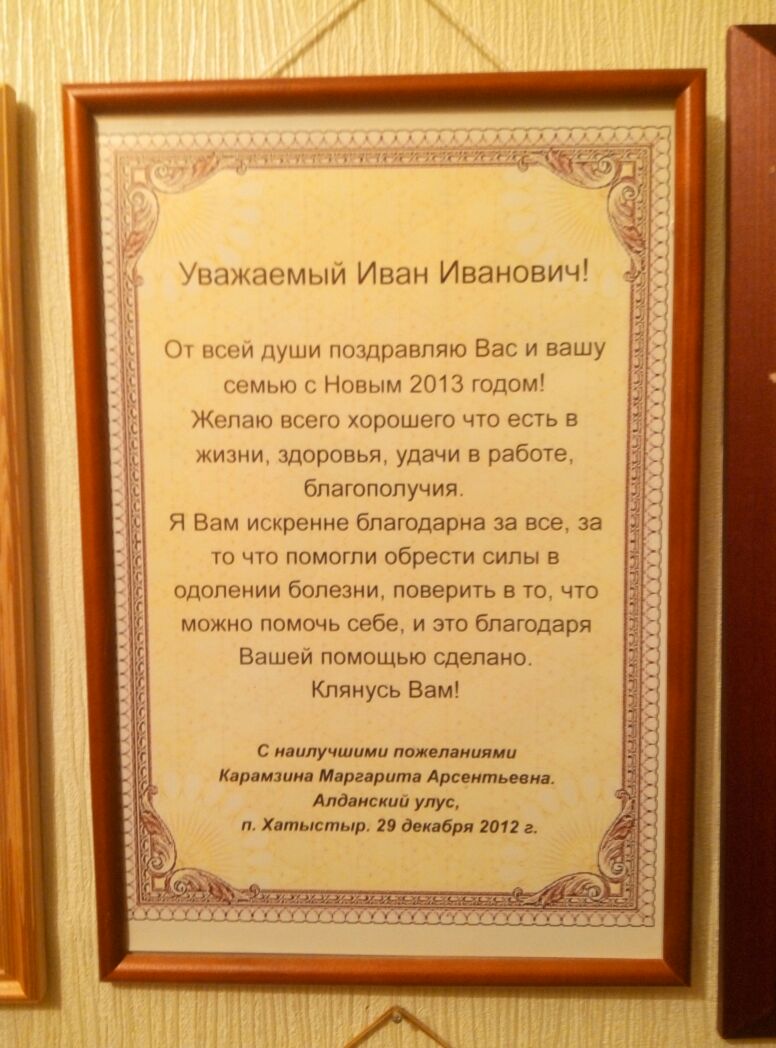 Уважаемый Иван Иванович!
От всей души поздравляю Вас и вашу
семью с Новым 2013 годом!
Желаю всего хорошего что есть в
жизни, здоровья, удачи в работе,
благополучия.
Я Вам искренне благодарна за все, за
то что помогли обрести силы в
одолении болезни, поверить в то, что
можно помочь себе, и это благодаря
Вашей помощью сделано.
Клянусь Вам!
С наилучшими пожеланиями
Карамзина Маргарита Арсентьевна.
Алданский улус,
п. Хатыстыр. 29 декабря 2012 г.